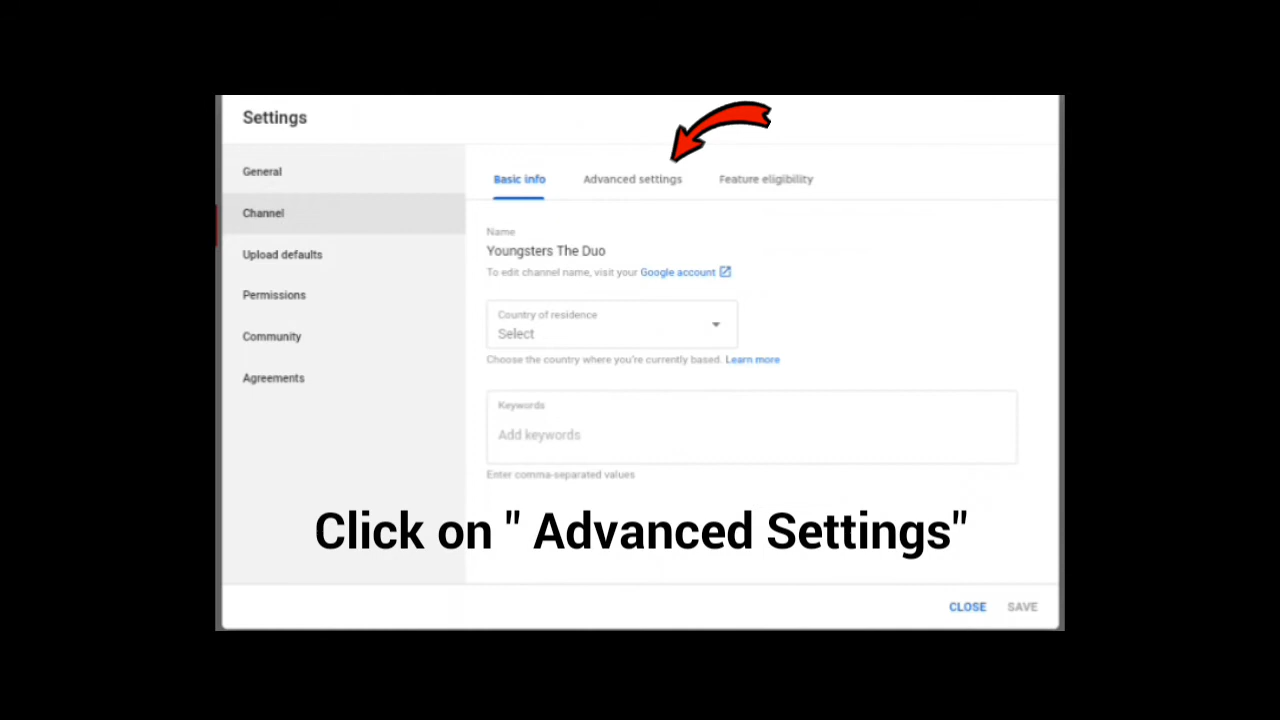 Settings
General
Channel
Upload defaults
Permissions
Community
Agreements
Basic info Advanced settings Feature eligibility
Name
Youngsters The Duo
To edit channel name, visit your Google account
Country of residence
Select
Choose the country where you're currently based. Learn more
Keywords
Add keywords
Enter comma-separated values
Click on " Advanced Settings"
CLOSE SAVE